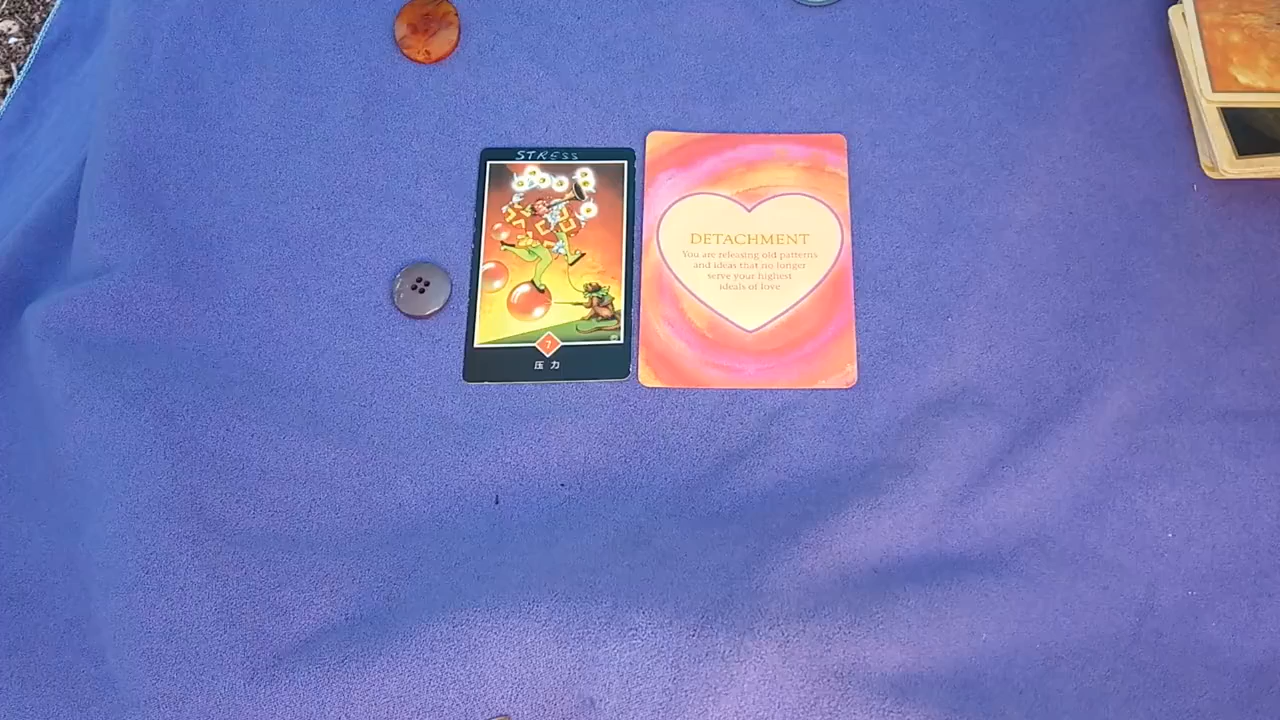 STRESS
7
压 力
DETACHMENT
You are releasing old patterns
and ideas that no longer
serve your highest
ideals of love